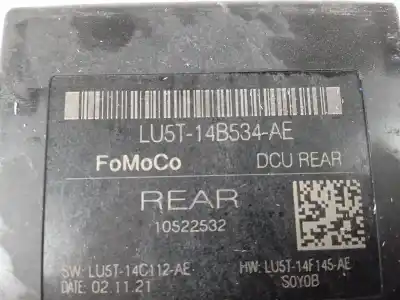 LU5T-14B534-AE
FoMoCo DCU REAR
REAR
10522532
SW: LU5T-14C112-AE HW: LU5T-14F145-AE
DATE: 02.11.21 S0Y0B